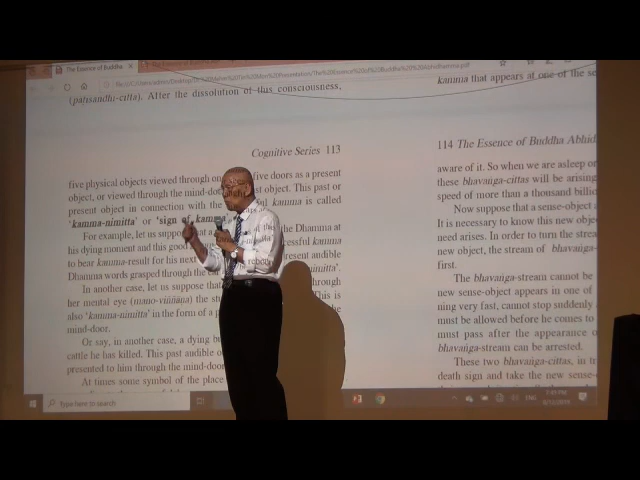 The Essence of Buddha
(paṭisandhi-citta). After the dissolution of this consciousness,
kamma that appears at one of the se
Cognitive Series 113
five physical objects viewed through one five doors as a present
object, or viewed through the mind-door object. This past or
present object in connection with the kamma is called
'kamma-nimitta' or 'sign of kamma
For example, let us suppose that a the Dhamma at
his dying moment and this good successful kamma
to bear kamma-result for his next present audible
Dhamma words grasped through the nimitta'.
In another case, let us suppose that through
her mental eye (mano-viññāṇa) the This is
also 'kamma-nimitta' in the form of a the
mind-door.
Or say, in another case, a dying
cattle he has killed. This past audible
presented to him through the mind-door
At times some symbol of the place
114 The Essence of Buddha Abhid
aware of it. So when we are asleep or
these bhavaṅga-cittas will be arising
speed of more than a thousand billio
Now suppose that a sense-object a
It is necessary to know this new obje
need arises. In order to turn the strea
new object, the stream of bhavaṅga-
first.
The bhavaṅga-stream cannot be
new sense-object appears in one of
ning very fast, cannot stop suddenly
must be allowed before he comes to
must pass after the appearance o
bhavaṅga-stream can be arrested.
These two bhavaṅga-cittas, in tr
death sign and take the new sense-
Type here to search
ENG